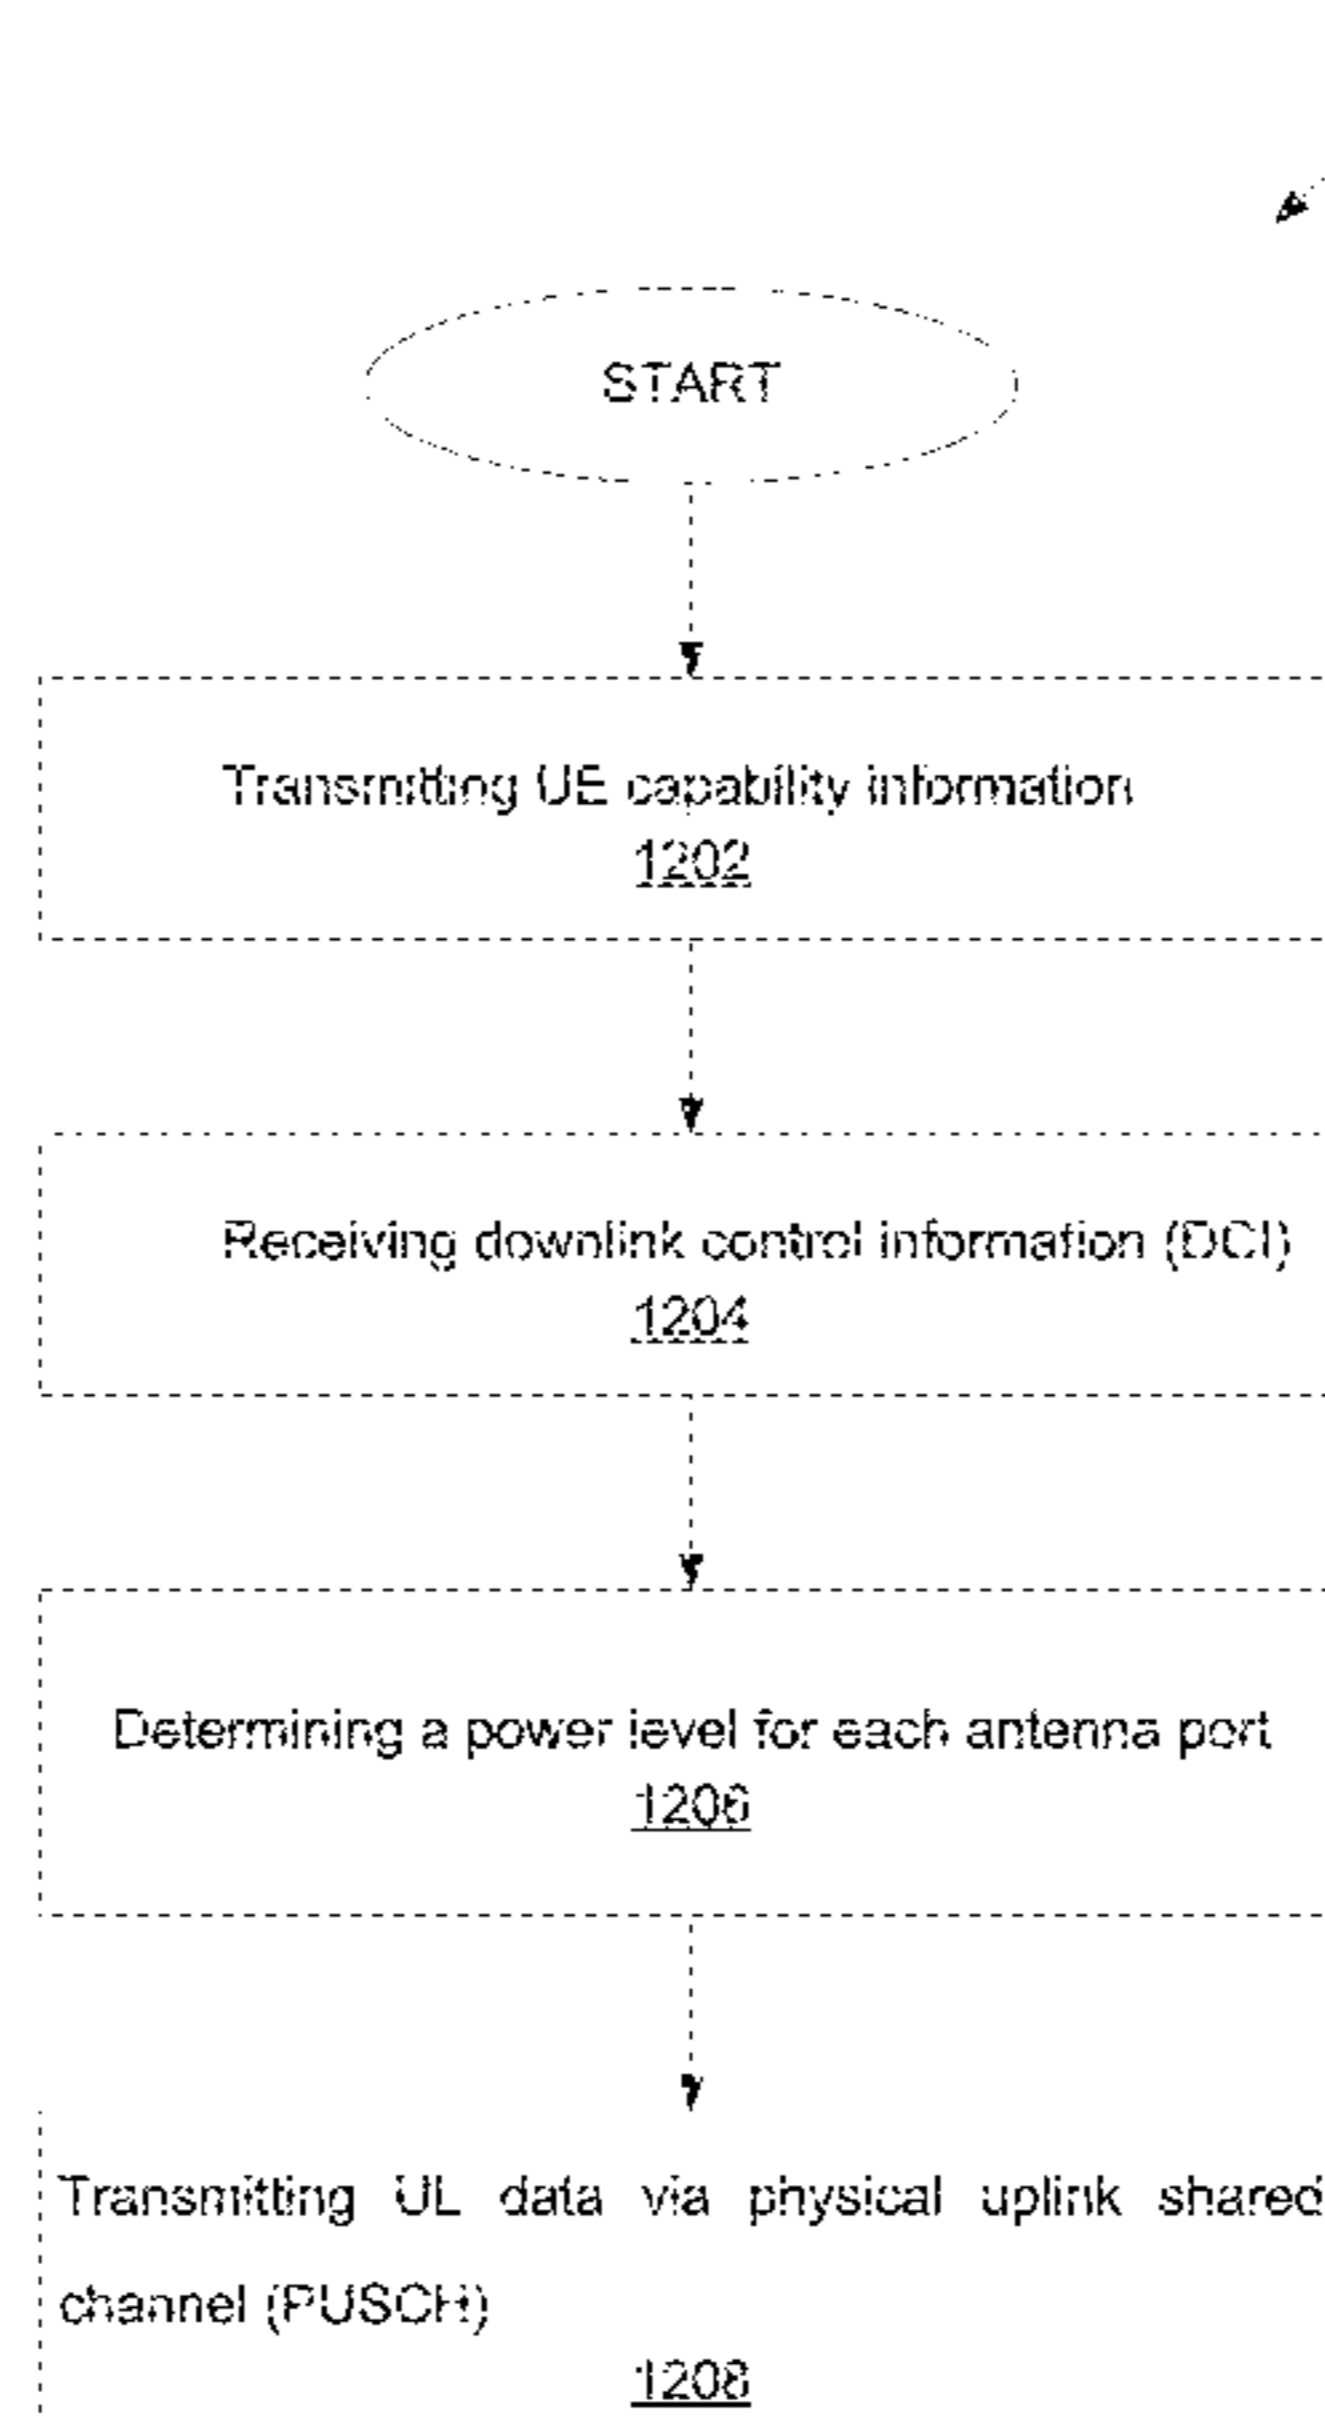 START
Transmitting UE capability information
1202
Receiving downlink control information (DCI)
1204
Determining a power level for each antenna port
1206
Transmitting UL data via physical uplink shared
channel (PUSCH)
1208